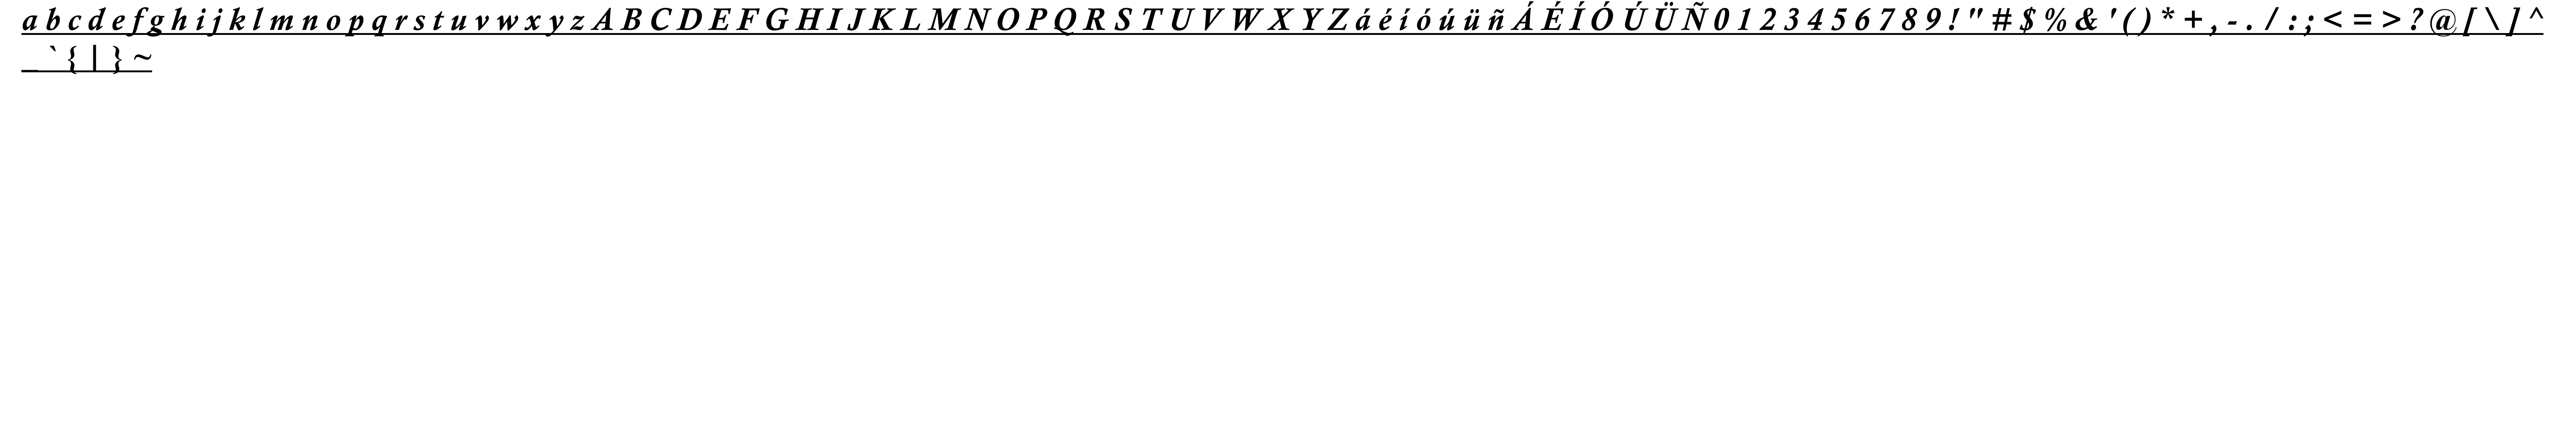 a b c d e f g h i j k l m n o p q r s t u v w x y z A B C D E F G H I J K L M N O P Q R S T U V W X Y Z á é í ó ú ü ñ Á É Í Ó Ú Ü Ñ 0 1 2 3 4 5 6 7 8 9 ! " # $ % & ' ( ) * + , - . / : ; < = > ? @ [ \ ] ^
_ ` { | } ~